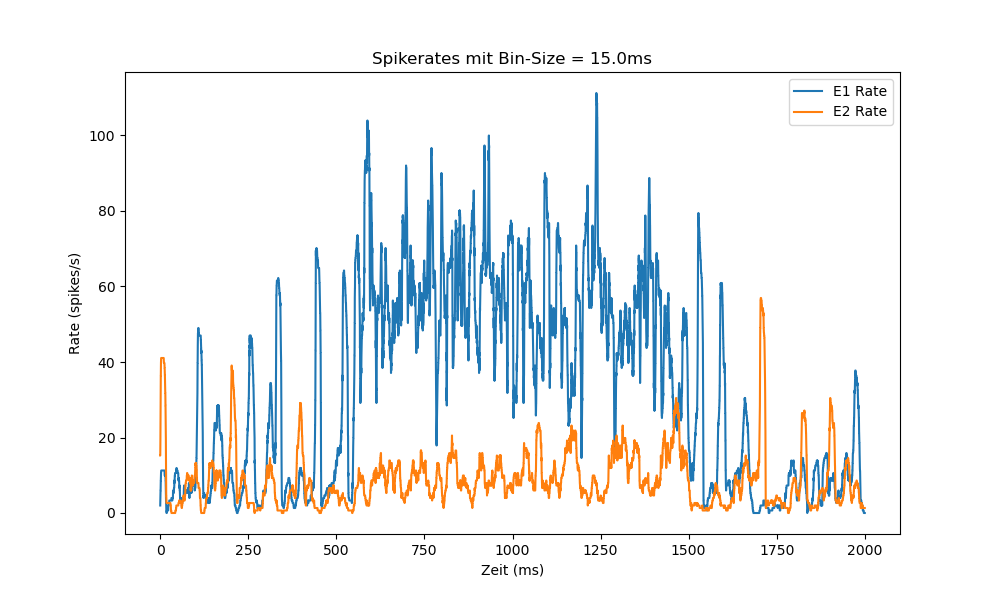 Spikerates mit Bin-Size = 15.0ms
E1 Rate
E2 Rate
Rate (spikes/s)
100
80
60
40
20
0
0 250 500 750 1000 1250 1500 1750 2000
Zeit (ms)